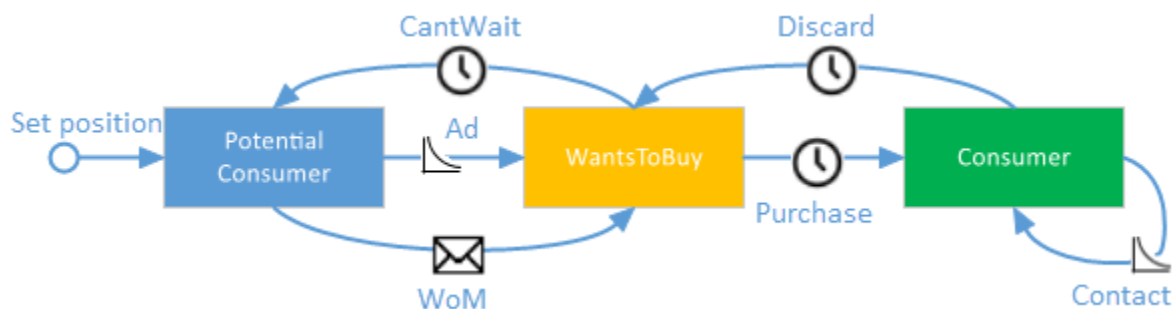 CantWait
Discard
Set position
Potential
Consumer
Ad
WantsToBuy
Consumer
Purchase
WoM
Contact